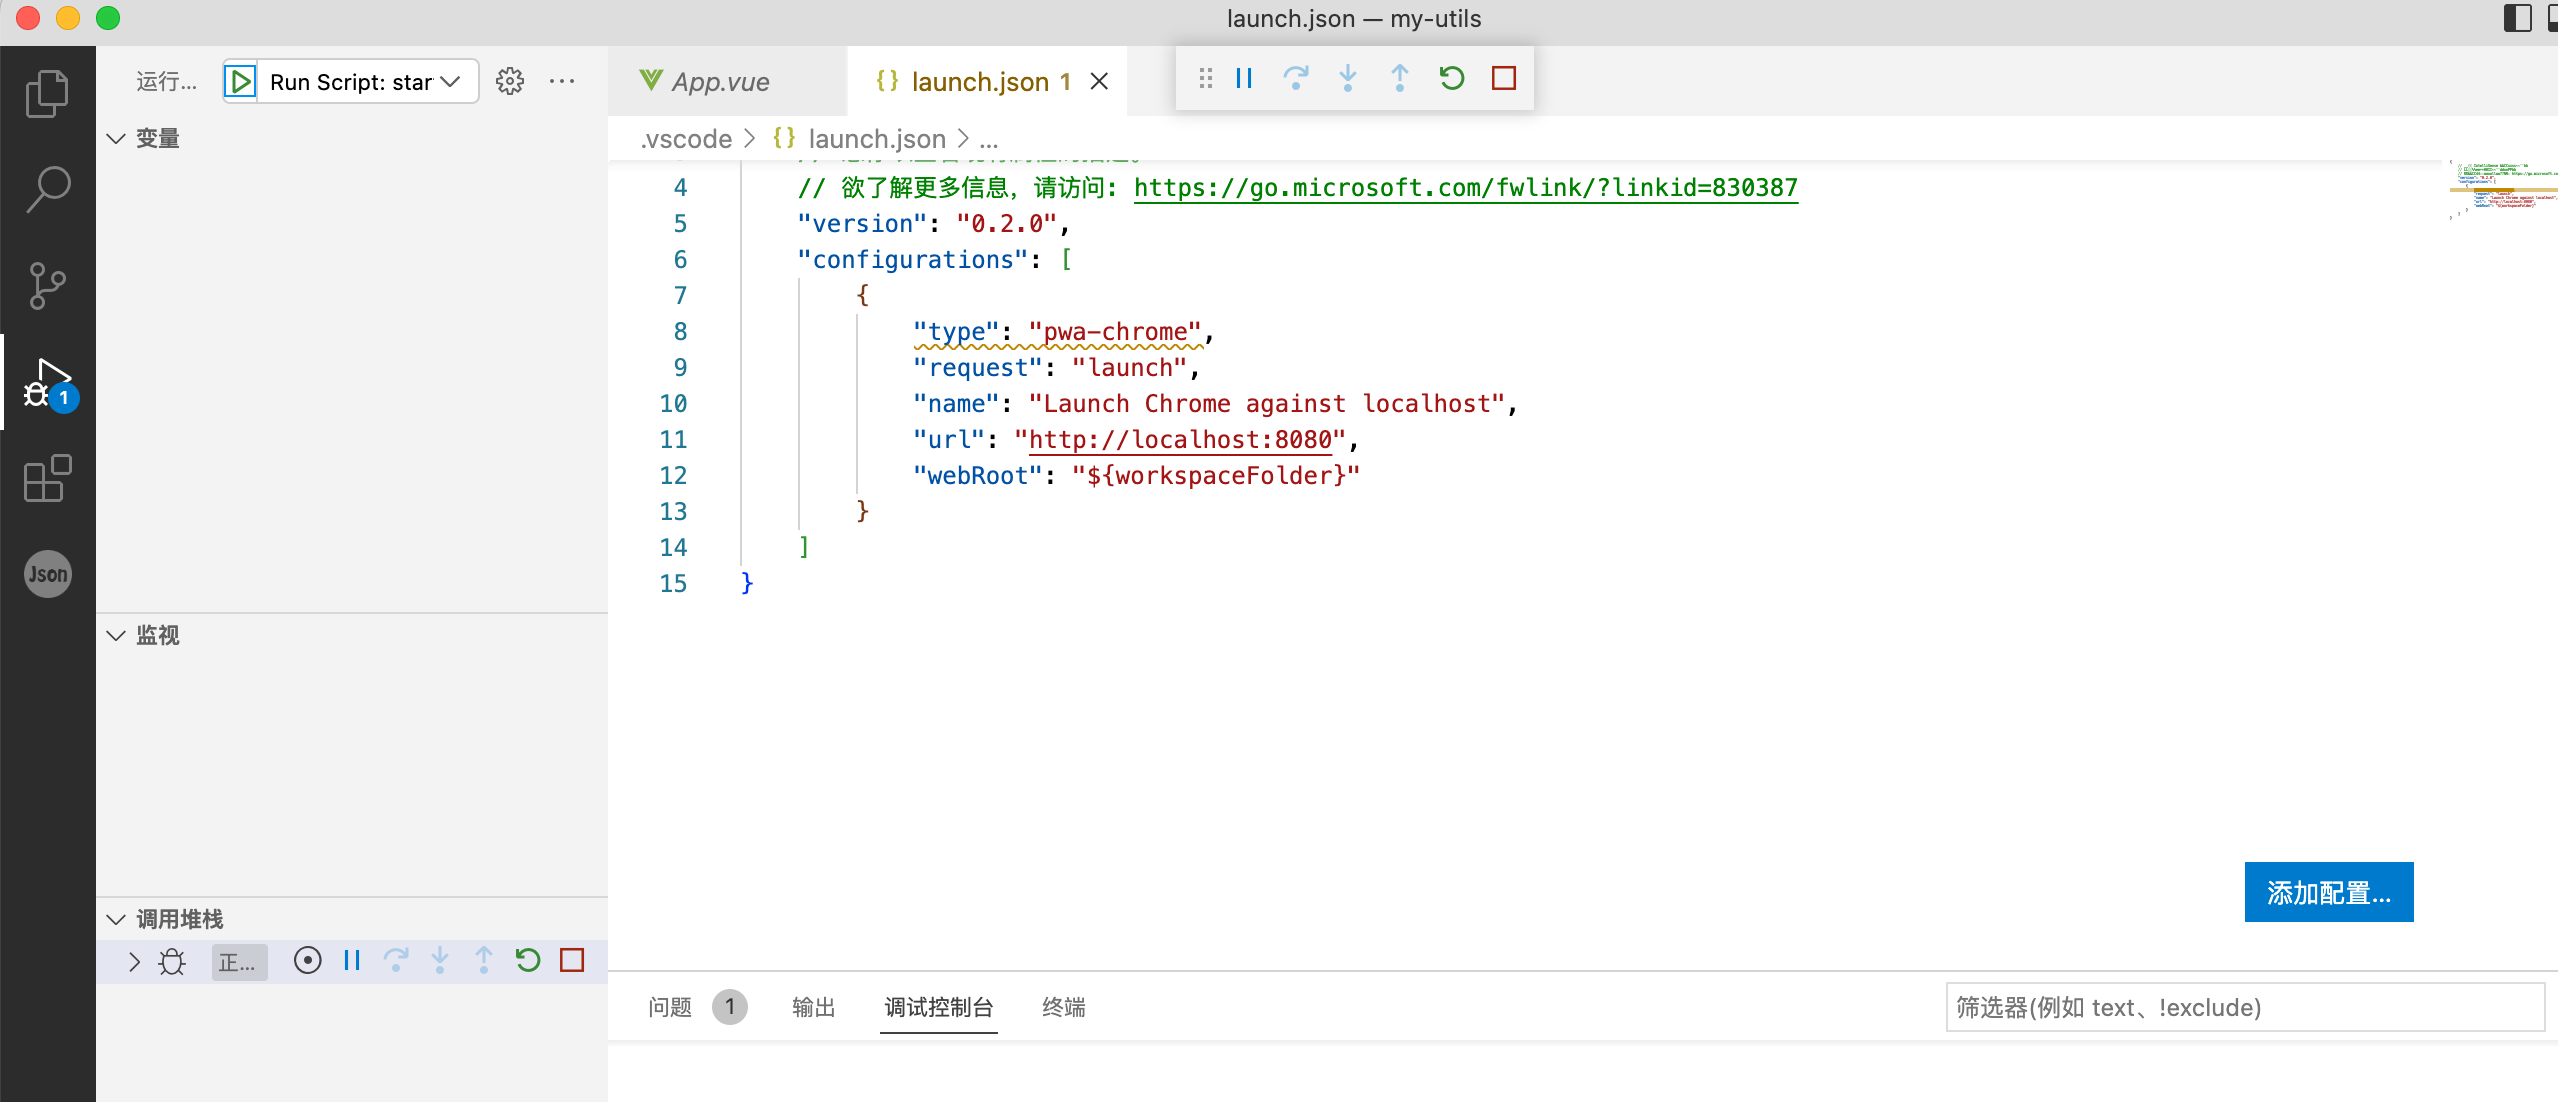 launch.json — my-utils
运行...
Run Script: star
App.vue
launch.json 1
.vscode > {} launch.json > ...
变量
4 // 欲了解更多信息，请访问: https://go.microsoft.com/fwlink/?linkid=830387
5 "version": "0.2.0",
6 "configurations": [
7 {
8 "type": "pwa-chrome",
9 "request": "launch",
10 "name": "Launch Chrome against localhost",
11 "url": "http://localhost:8080",
12 "webRoot": "${workspaceFolder}"
13 }
14 ]
15 }
1
Json
监视
添加配置...
调用堆栈
正...
问题 1 输出 调试控制台 终端
筛选器(例如 text、!exclude)